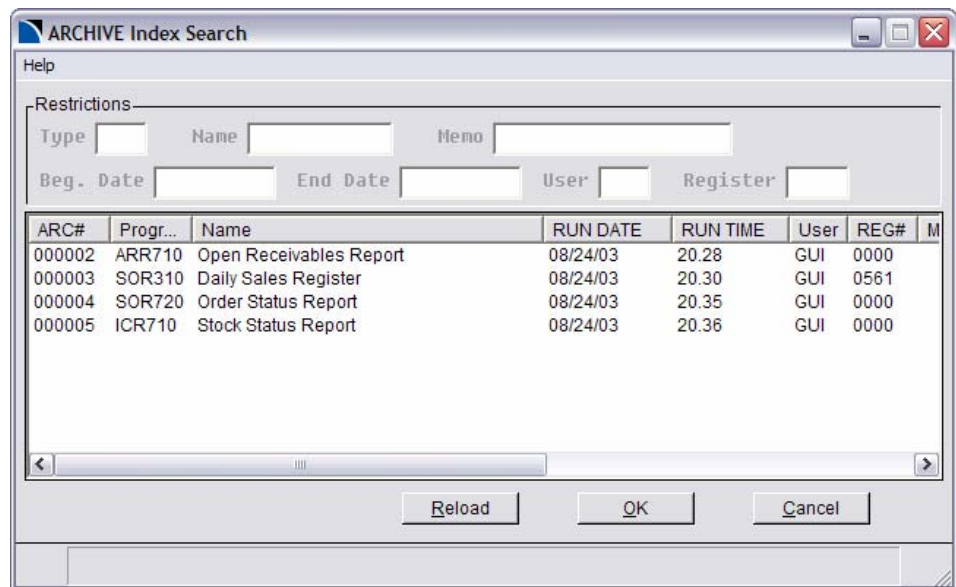 ARCHIVE Index Search
Help
Restrictions
Type Name Memo
Beg. Date End Date User Register
ARC# Progr... Name RUN DATE RUN TIME User REG# M
000002 ARR710 Open Receivables Report 08/24/03 20.28 GUI 0000
000003 SOR310 Daily Sales Register 08/24/03 20.30 GUI 0561
000004 SOR720 Order Status Report 08/24/03 20.35 GUI 0000
000005 ICR710 Stock Status Report 08/24/03 20.36 GUI 0000
Reload OK Cancel